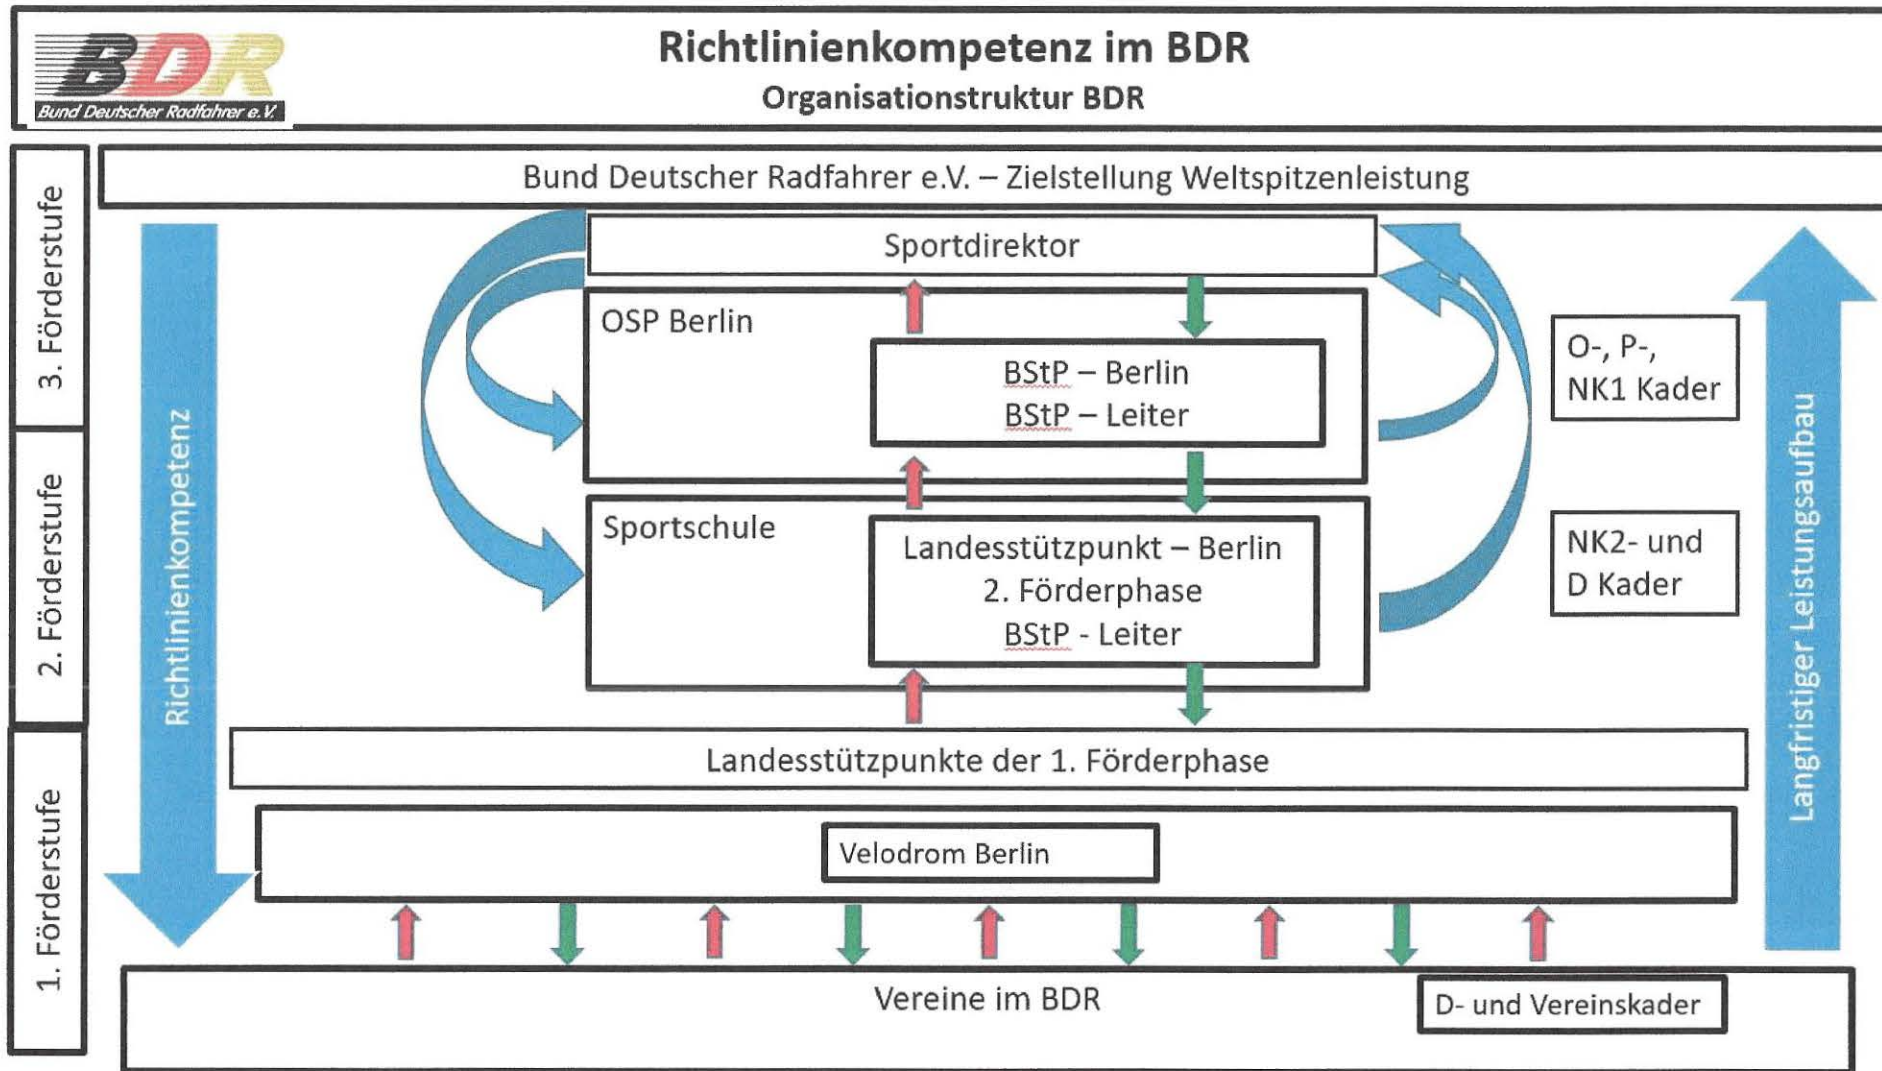 BDR
Bund Deutscher Radfahrer e.V.
Richtlinienkompetenz im BDR
Organisationstruktur BDR
3. Förderstufe
2. Förderstufe
1. Förderstufe
Bund Deutscher Radfahrer e.V. – Zielstellung Weltspitzenleistung
Richtlinienkompetenz
Sportdirektor
OSP Berlin
BStP – Berlin
BStP – Leiter
O-, P-,
NK1 Kader
Sportschule
Landesstützpunkt – Berlin
2. Förderphase
BStP - Leiter
NK2- und
D Kader
Langfristiger Leistungsaufbau
Landesstützpunkte der 1. Förderphase
Velodrom Berlin
Vereine im BDR
D- und Vereinskader